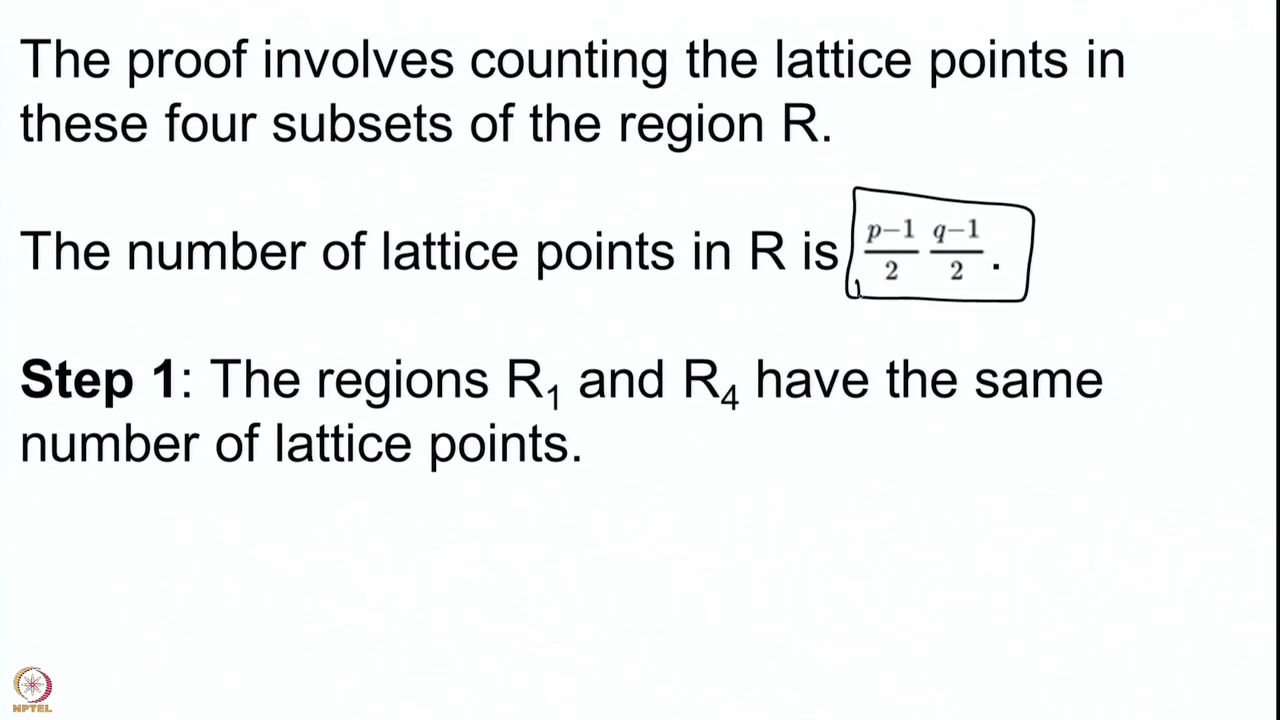 The proof involves counting the lattice points in
these four subsets of the region R.
The number of lattice points in R is \frac{p-1}{2} \frac{q-1}{2}.
Step 1: The regions R₁ and R₄ have the same
number of lattice points.
NPTEL